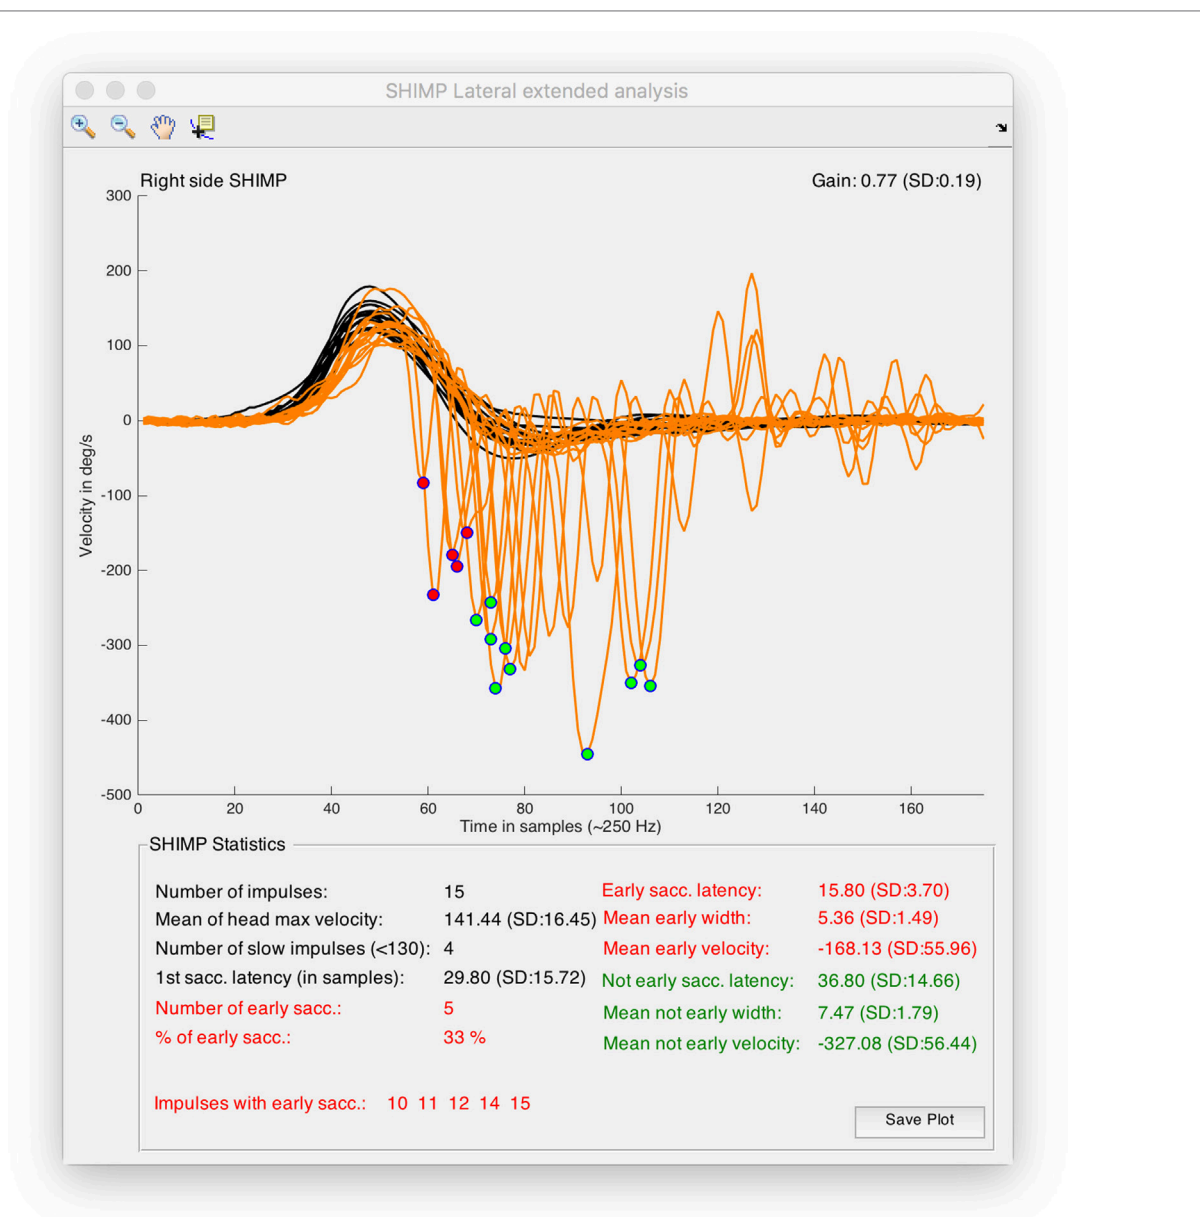 SHIMP Lateral extended analysis
Right side SHIMP
Gain: 0.77 (SD:0.19)
300
200
100
0
-100
-200
-300
-400
-500
Velocity in deg/s
0 20 40 60 80 100 120 140 160
Time in samples (~250 Hz)
SHIMP Statistics
Number of impulses: 15
Mean of head max velocity: 141.44 (SD:16.45)
Number of slow impulses (<130): 4
1st sacc. latency (in samples): 29.80 (SD:15.72)
Number of early sacc.: 5
% of early sacc.: 33 %
Early sacc. latency: 15.80 (SD:3.70)
Mean early width: 5.36 (SD:1.49)
Mean early velocity: -168.13 (SD:55.96)
Not early sacc. latency: 36.80 (SD:14.66)
Mean not early width: 7.47 (SD:1.79)
Mean not early velocity: -327.08 (SD:56.44)
Impulses with early sacc.: 10 11 12 14 15
Save Plot